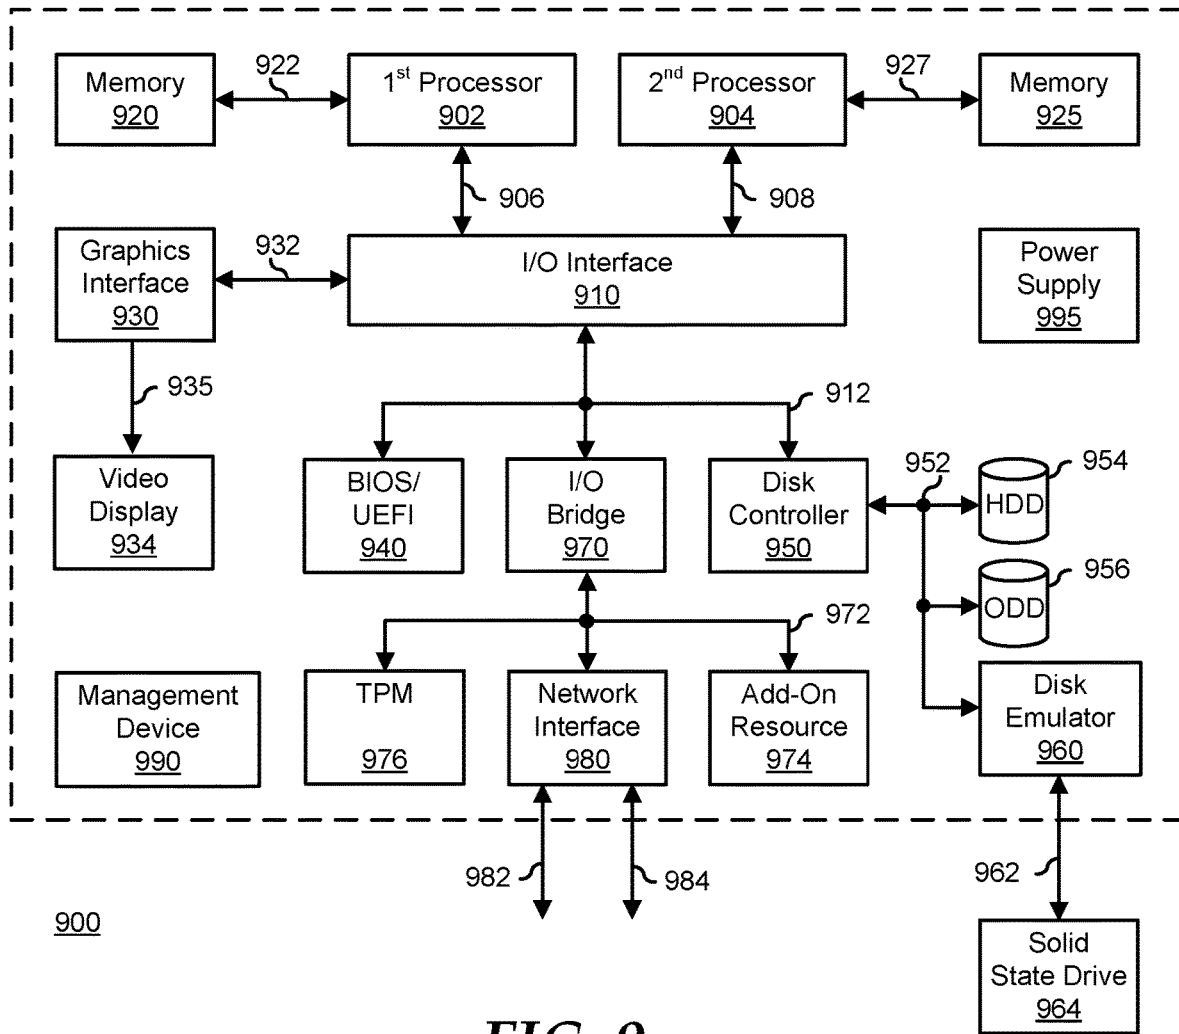 Memory
920
922
1st Processor
902
2nd Processor
904
927
Memory
925
906
908
Graphics
Interface
930
932
I/O Interface
910
Power
Supply
995
935
912
Video
Display
934
BIOS/
UEFI
940
I/O
Bridge
970
Disk
Controller
950
952
954
HDD
956
ODD
972
Management
Device
990
TPM
976
Network
Interface
980
Add-On
Resource
974
Disk
Emulator
960
982
984
962
900
Solid
State Drive
964
FIG. 9